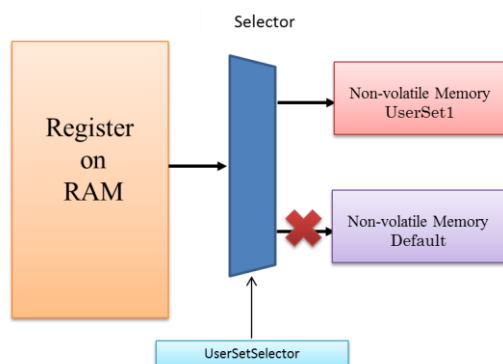 Selector
Register
on
RAM
Non-volatile Memory
UserSet1
Non-volatile Memory
Default
UserSetSelector